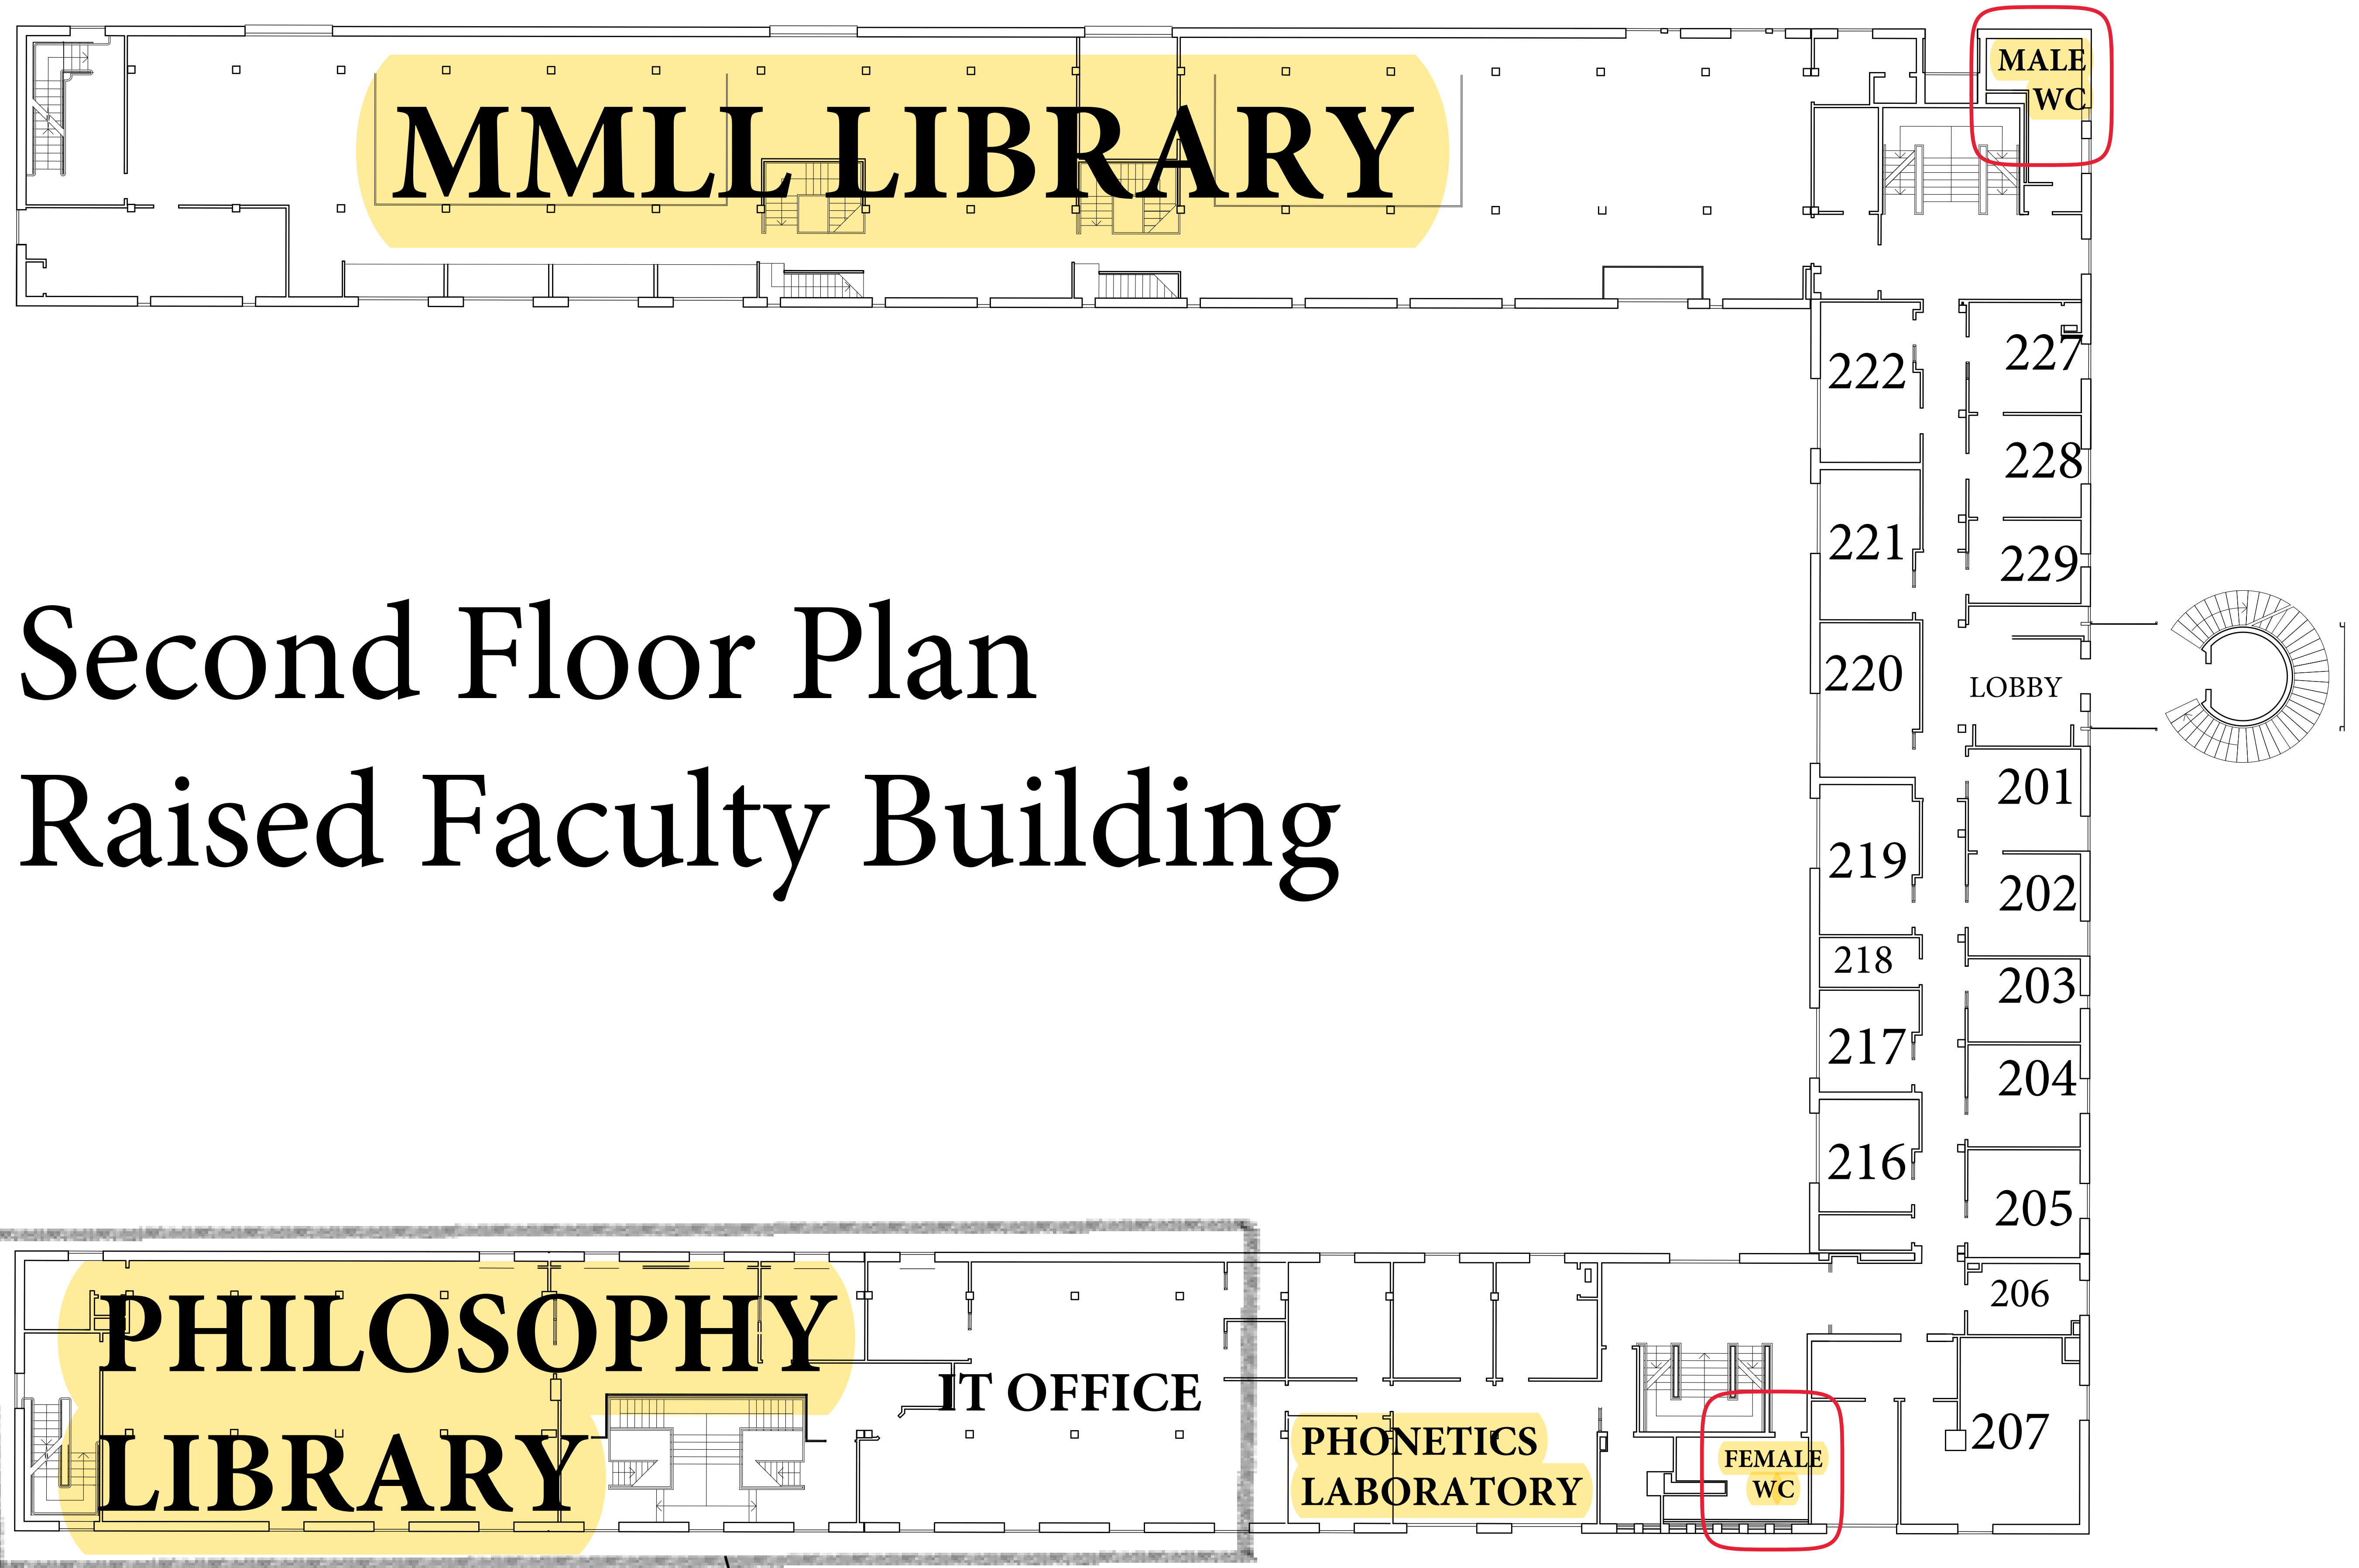 MMLL LIBRARY
MALE
WC
222
227
228
221
229
Second Floor Plan
220
LOBBY
Raised Faculty Building
201
219
202
218
203
217
204
216
205
206
PHILOSOPHY
LIBRARY
IT OFFICE
PHONETICS
LABORATORY
FEMALE
WC
207